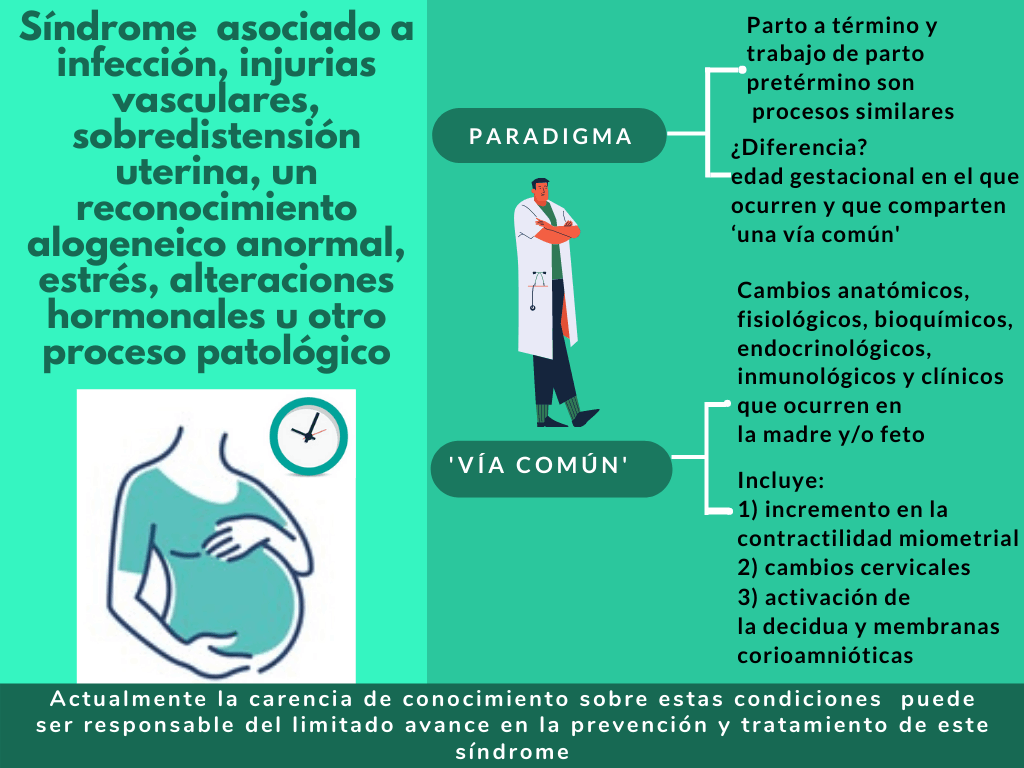 Síndrome  asociado a
infección, injurias
vasculares,
sobredistensión
uterina, un
reconocimiento
alogeneico anormal,
estrés, alteraciones
hormonales u otro
proceso patológico
PARADIGMA
Parto a término y
trabajo de parto
pretérmino son
procesos similares
¿Diferencia?
edad gestacional en el que
ocurren y que comparten
‘una vía común'
'VÍA COMÚN'
Cambios anatómicos,
fisiológicos, bioquímicos,
endocrinológicos,
inmunológicos y clínicos
que ocurren en
la madre y/o feto
Incluye:
1) incremento en la
contractilidad miometrial
2) cambios cervicales
3) activación de
la decidua y membranas
corioamnióticas
Actualmente la carencia de conocimiento sobre estas condiciones  puede
ser responsable del limitado avance en la prevención y tratamiento de este
síndrome